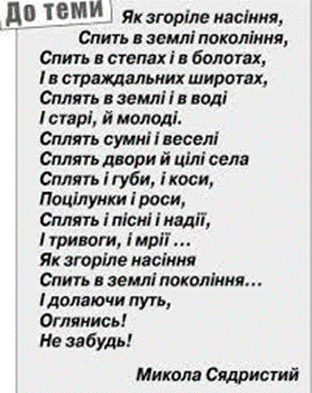 До теми
Як згоріле насіння,
Спить в землі покоління,
Спить в степах і в болотах,
І в страждальних широтах,
Сплять в землі і в воді
І старі, й молоді.
Сплять сумні і веселі
Сплять двори й цілі села
Сплять і губи, і коси,
Поцілунки і роси,
Сплять і пісні і надії,
І тривоги, і мрії ...
Як згоріле насіння
Спить в землі покоління...
І долаючи путь,
Оглянись!
Не забудь!
Микола Сядристий